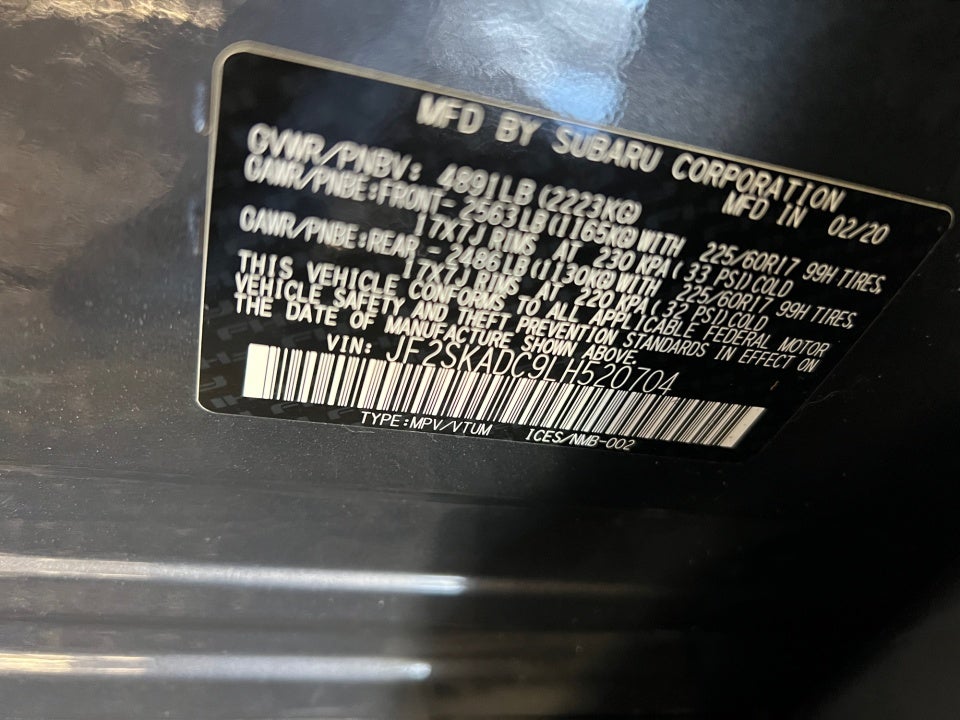 MFD BY SUBARU CORPORATION
MFD IN 02/20
GVWR/PNBV: 4891LB(2223KG)
GAWR/PNBE:FRONT- 2563LB(1165KG)WITH 225/60R17 99H TIRES,
17X7J RIMS AT 230 KPA(33 PSI)COLD
GAWR/PNBE:REAR - 2486LB(1130KG)WITH 225/60R17, 99H TIRES,
17X7J RIMS AT 220 KPA(32 PSI)COLD
THIS VEHICLE CONFORMS TO ALL APPLICABLE FEDERAL MOTOR
VEHICLE SAFETY AND THEFT PREVENTION STANDARDS IN EFFECT ON
THE DATE OF MANUFACTURE SHOWN ABOVE.
VIN: JF2SKADC9LH520704
TYPE:MPV/VTUM ICES/NMB-002